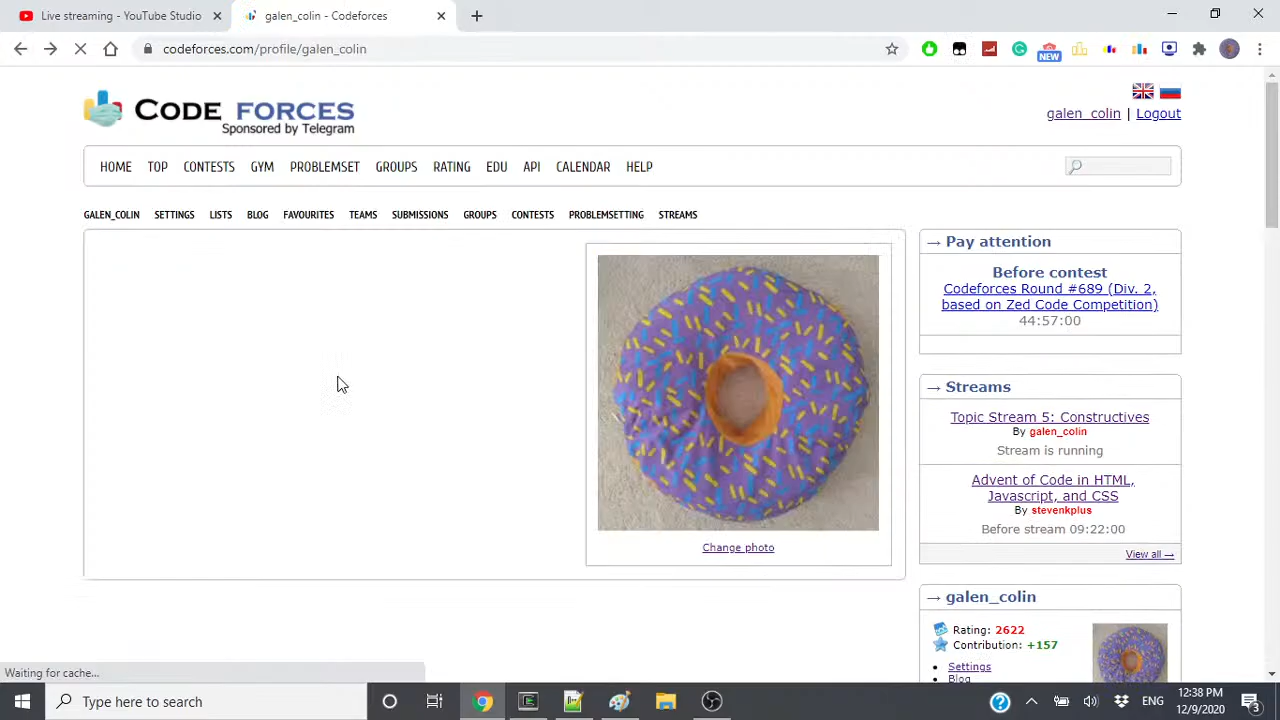 Live streaming - YouTube Studio
galen_colin - Codeforces
codeforces.com/profile/galen_colin
NEW
CODE FORCES
Sponsored by Telegram
galen_colin | Logout
HOME TOP CONTESTS GYM PROBLEMSET GROUPS RATING EDU API CALENDAR HELP
GALEN_COLIN SETTINGS LISTS BLOG FAVOURITES TEAMS SUBMISSIONS GROUPS CONTESTS PROBLEMSETTING STREAMS
Change photo
→ Pay attention
Before contest
Codeforces Round #689 (Div. 2,
based on Zed Code Competition)
44:57:00
→ Streams
Topic Stream 5: Constructives
By galen_colin
Stream is running
Advent of Code in HTML,
Javascript, and CSS
By stevenkplus
Before stream 09:22:00
View all →
→ galen_colin
Rating: 2622
Contribution: +157
Settings
Blog
Waiting for cache...
Type here to search
ENG
12:38 PM
12/9/2020
3